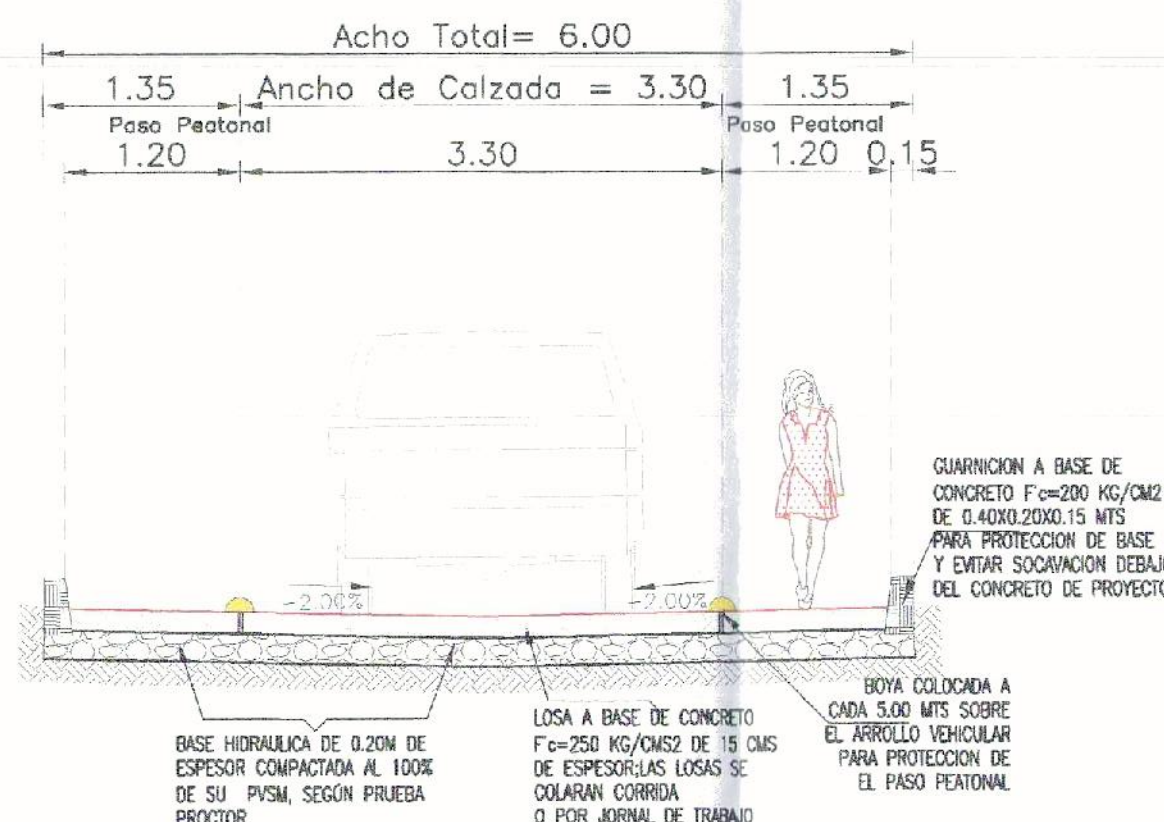 Acho Total= 6.00
1.35 Ancho de Calzada = 3.30 1.35
Paso Peatonal Paso Peatonal
1.20 3.30 1.20 0.15
-2.00% -2.00%
GUARNICION A BASE DE
CONCRETO F'c=200 KG/CM2
DE 0.40X0.20X0.15 MTS
PARA PROTECCION DE BASE
Y EVITAR SOCAVACION DEBAJO
DEL CONCRETO DE PROYECTO
BASE HIDRAULICA DE 0.20M DE
ESPESOR COMPACTADA AL 100%
DE SU PVSM, SEGÚN PRUEBA
PROCTOR
LOSA A BASE DE CONCRETO
F'c=250 KG/CMS2 DE 15 CMS
DE ESPESOR;LAS LOSAS SE
COLARAN CORRIDA
O POR JORNAL DE TRABAJO
BOYA COLOCADA A
CADA 5.00 MTS SOBRE
EL ARROLLO VEHICULAR
PARA PROTECCION DE
EL PASO PEATONAL